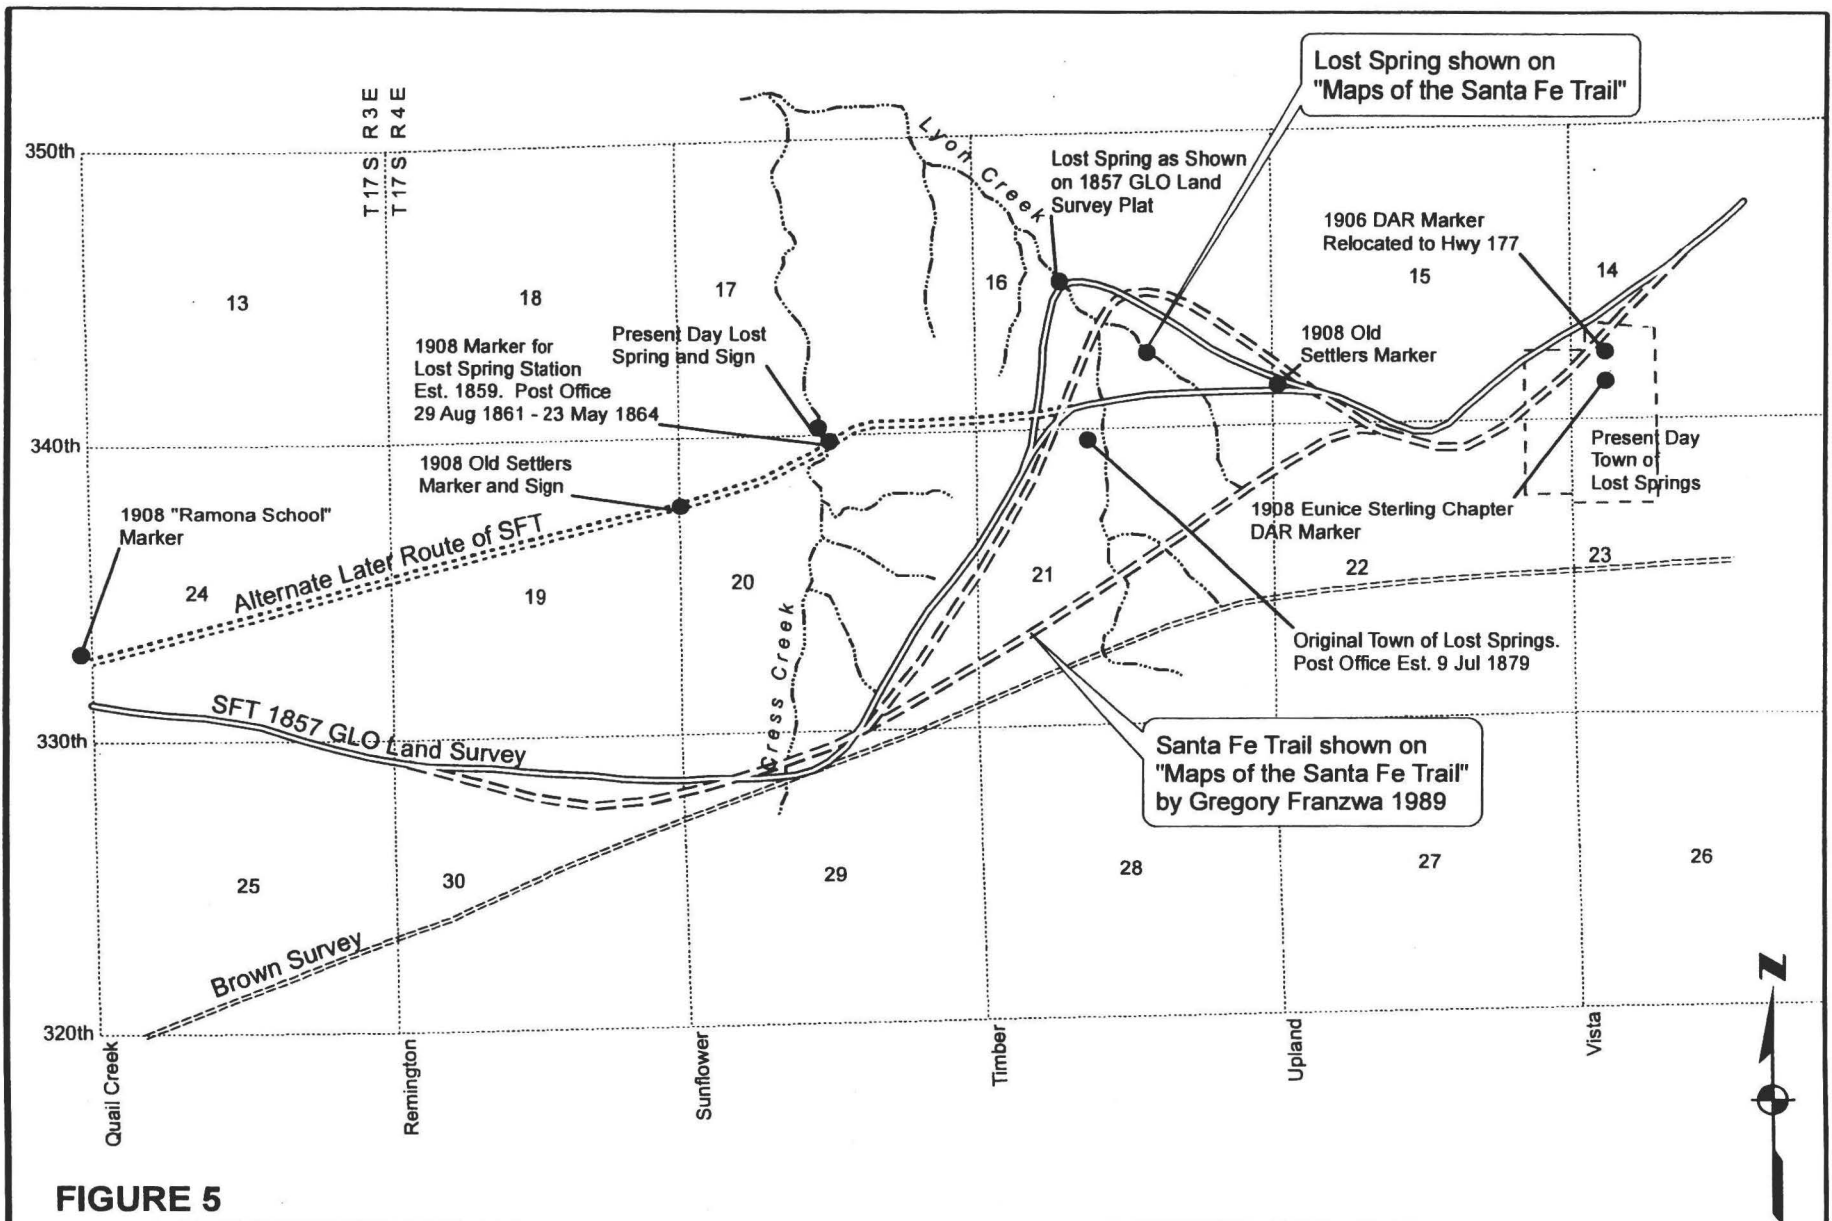 Lost Spring shown on
"Maps of the Santa Fe Trail"
T17 S R3 E
T17 S R4 E
350th
Lyon Creek
Lost Spring as Shown
on 1857 GLO Land
Survey Plat
1906 DAR Marker
Relocated to Hwy 177
13
18
17
16
15
14
1908 Marker for
Lost Spring Station
Est. 1859. Post Office
29 Aug 1861 - 23 May 1864
Present Day Lost
Spring and Sign
1908 Old
Settlers Marker
340th
1908 Old Settlers
Marker and Sign
Present Day
Town of
Lost Springs
1908 "Ramona School"
Marker
1908 Eunice Sterling Chapter
DAR Marker
Alternate Later Route of SFT
24
19
20
21
22
23
Cress Creek
Original Town of Lost Springs.
Post Office Est. 9 Jul 1879
SFT 1857 GLO Land Survey
330th
Santa Fe Trail shown on
"Maps of the Santa Fe Trail"
by Gregory Franzwa 1989
25
30
29
28
27
26
Brown Survey
320th
Quail Creek
Remington
Sunflower
Timber
Upland
Vista
N
FIGURE 5